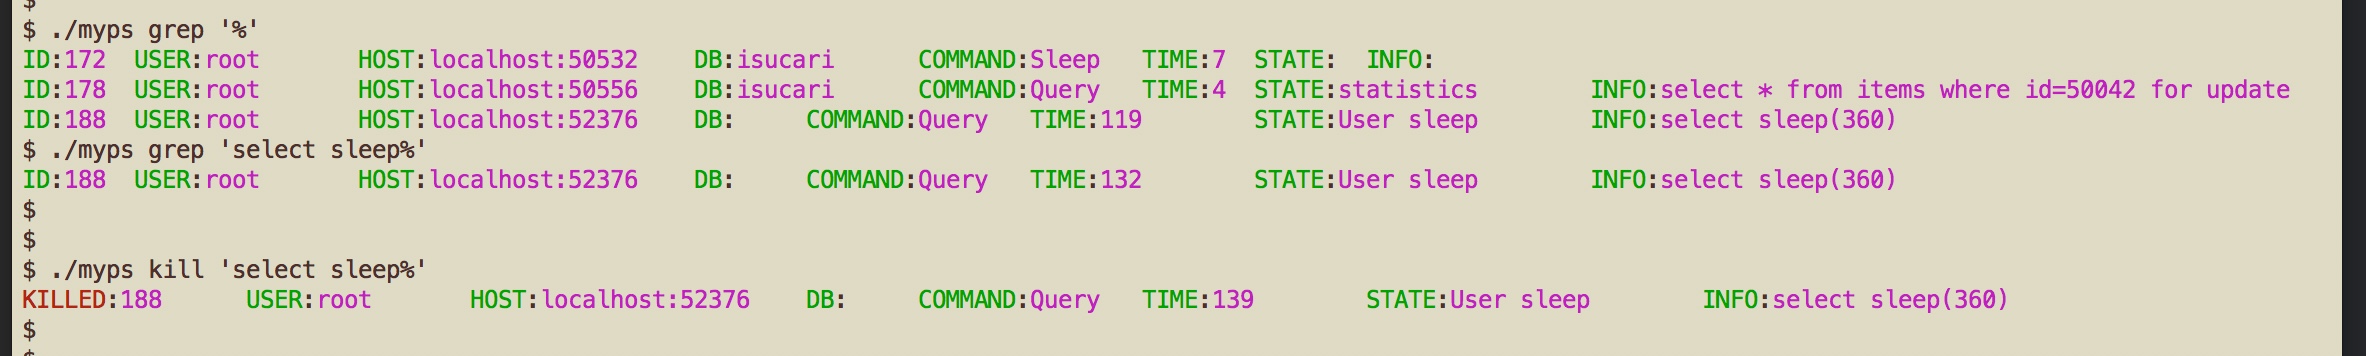 $
$ ./myps grep '%'
ID:172  USER:root       HOST:localhost:50532    DB:isucari      COMMAND:Sleep   TIME:7  STATE:  INFO:
ID:178  USER:root       HOST:localhost:50556    DB:isucari      COMMAND:Query   TIME:4  STATE:statistics        INFO:select * from items where id=50042 for update
ID:188  USER:root       HOST:localhost:52376    DB:     COMMAND:Query   TIME:119        STATE:User sleep        INFO:select sleep(360)
$ ./myps grep 'select sleep%'
ID:188  USER:root       HOST:localhost:52376    DB:     COMMAND:Query   TIME:132        STATE:User sleep        INFO:select sleep(360)
$
$
$ ./myps kill 'select sleep%'
KILLED:188      USER:root       HOST:localhost:52376    DB:     COMMAND:Query   TIME:139        STATE:User sleep        INFO:select sleep(360)
$
$